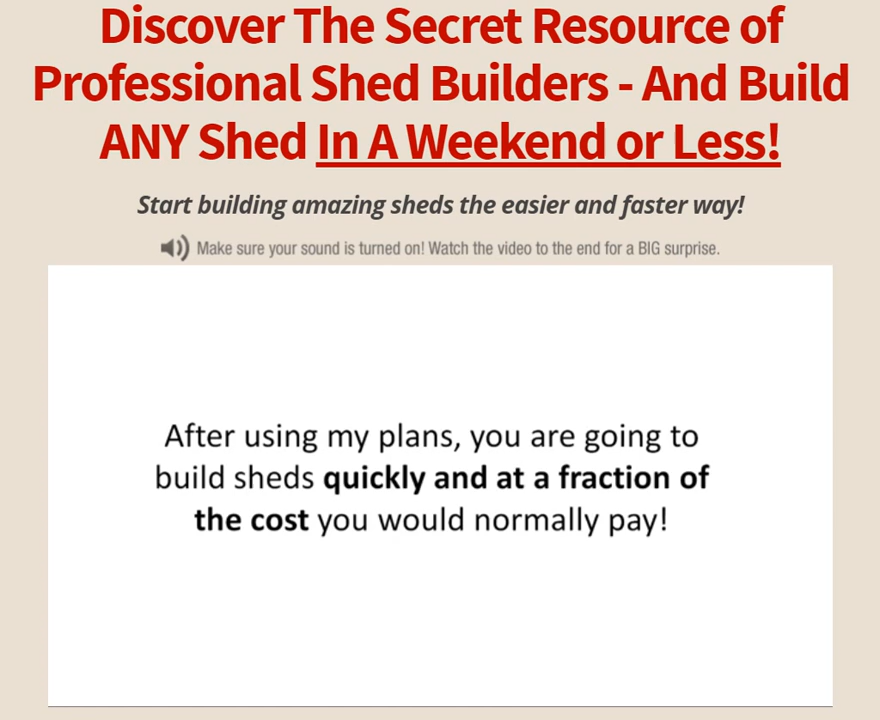 Discover The Secret Resource of
Professional Shed Builders - And Build
ANY Shed In A Weekend or Less!
Start building amazing sheds the easier and faster way!
Make sure your sound is turned on! Watch the video to the end for a BIG surprise.
After using my plans, you are going to
build sheds quickly and at a fraction of
the cost you would normally pay!